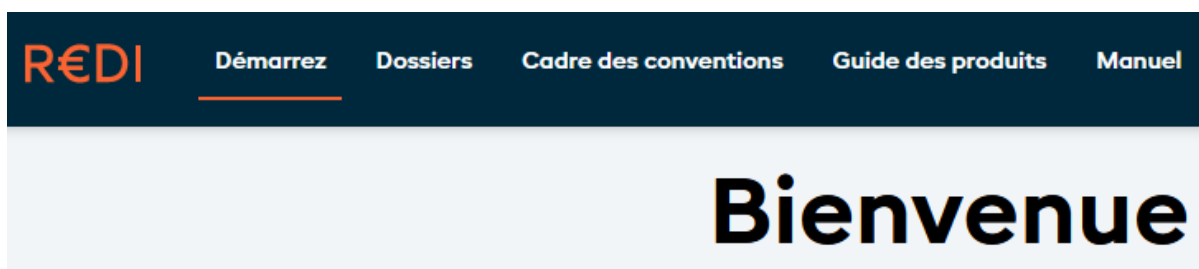 R€DI Démarrez Dossiers Cadre des conventions Guide des produits Manuel
Bienvenue